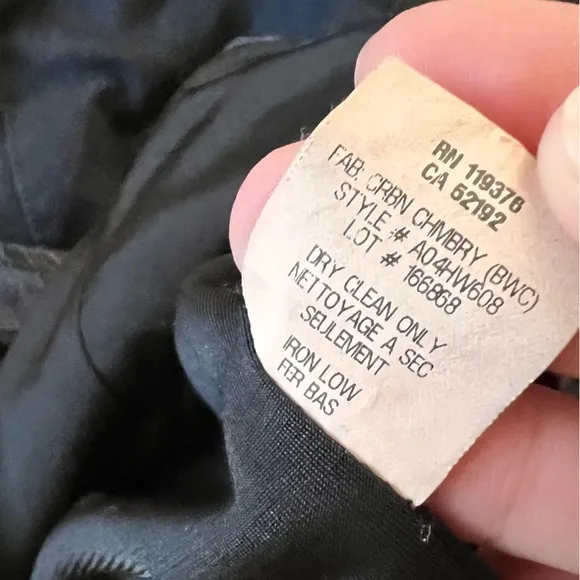 RN 119376
CA 52192
FAB: CRBN CHMBRY (BWC)
STYLE # A04HW608
LOT # 166868
DRY CLEAN ONLY
NETTOYAGE A SEC
SEULEMENT
IRON LOW
FER BAS